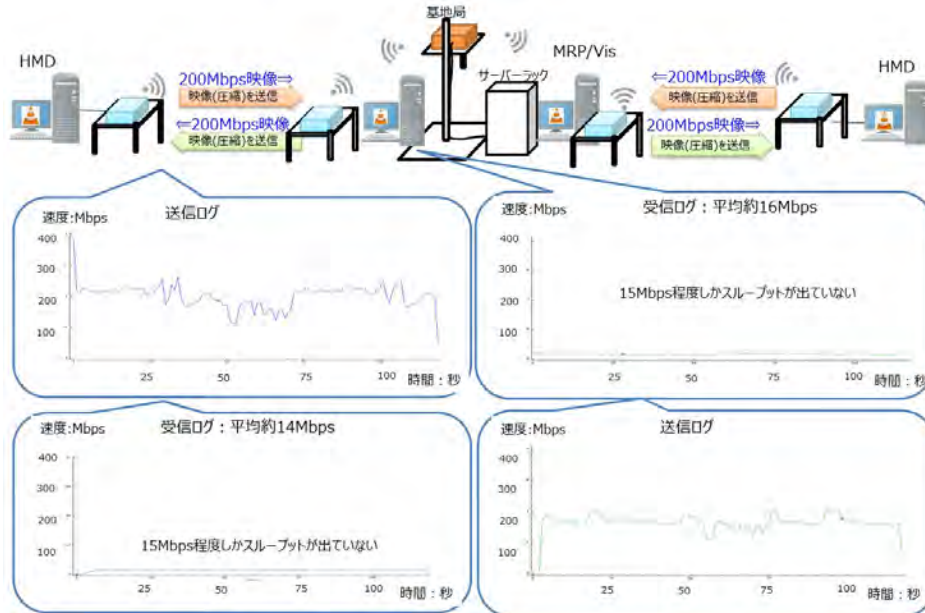 基地局
HMD
MRP/Vis
HMD
サーバーラック
200Mbps映像⇒
映像(圧縮)を送信
⇐200Mbps映像
映像(圧縮)を送信
⇐200Mbps映像
映像(圧縮)を送信
200Mbps映像⇒
映像(圧縮)を送信
速度:Mbps
送信ログ
400
300
200
100
25
50
75
100
時間：秒
速度:Mbps
受信ログ：平均約16Mbps
400
300
200
100
15Mbps程度しかスループットが出ていない
25
50
75
100
時間：秒
速度:Mbps
受信ログ：平均約14Mbps
400
300
200
100
15Mbps程度しかスループットが出ていない
25
50
75
100
時間：秒
速度:Mbps
送信ログ
400
300
200
100
25
50
75
100
時間：秒